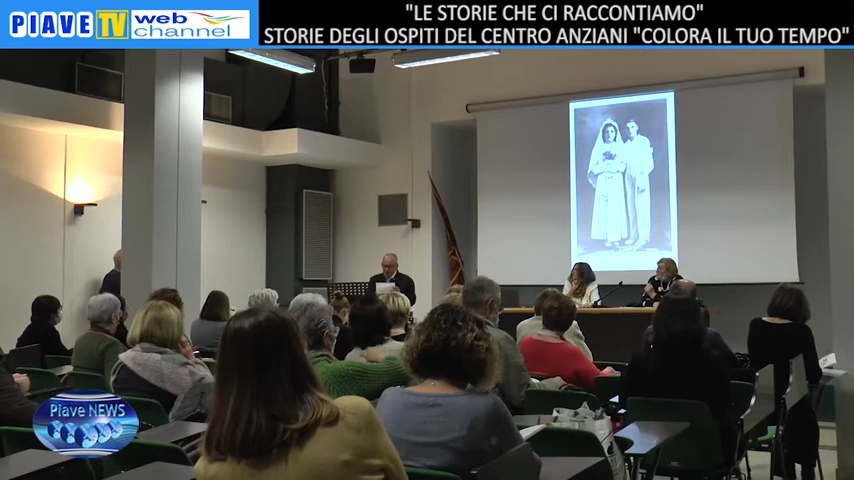 PIAVE TV web channel
"LE STORIE CHE CI RACCONTIAMO"
STORIE DEGLI OSPITI DEL CENTRO ANZIANI "COLORA IL TUO TEMPO"
Piave NEWS